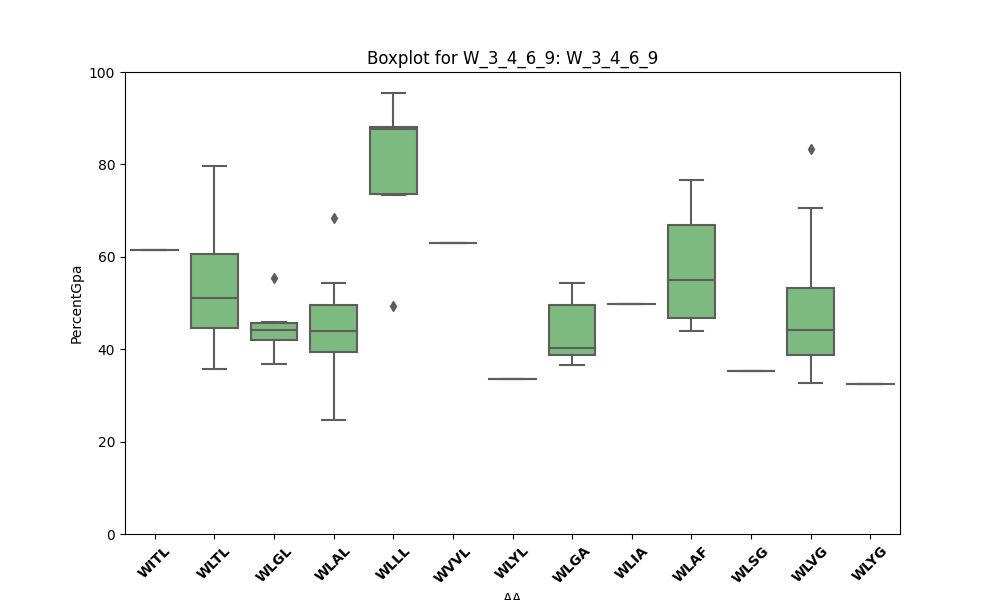 Boxplot for W_3_4_6_9: W_3_4_6_9
100
80
60
40
20
0
PercentGpa
WITL WLTL WLGL WLAL WLLL WVVL WLYL WLGA WLIA WLAF WLSG WLVG WLYG
AA